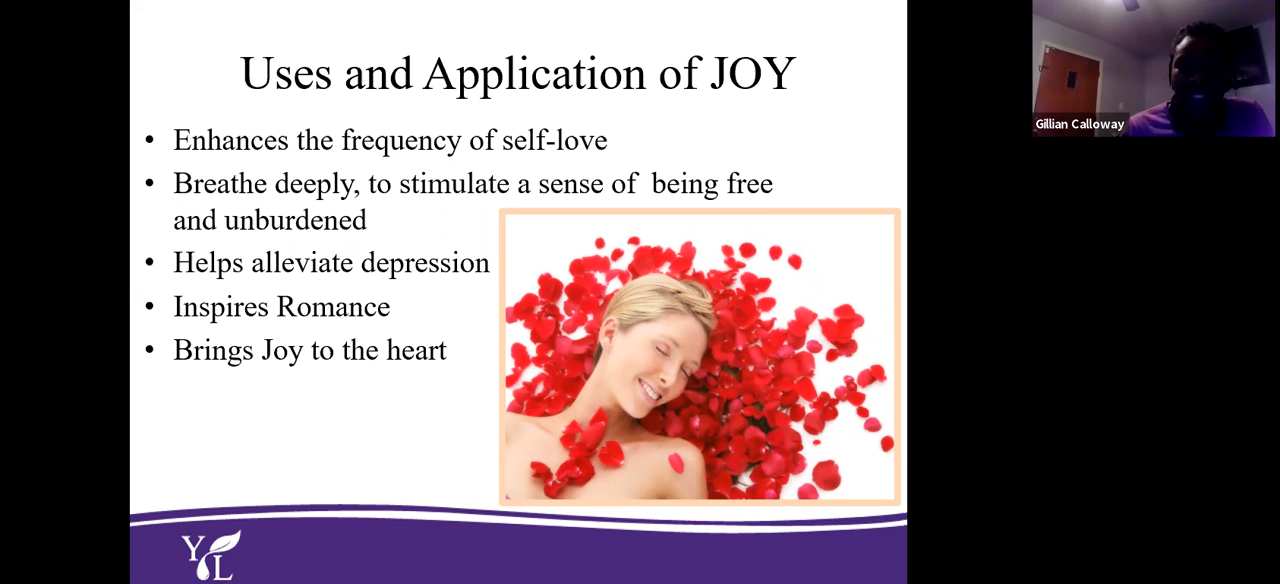 Uses and Application of JOY
• Enhances the frequency of self-love
• Breathe deeply, to stimulate a sense of  being free
and unburdened
• Helps alleviate depression
• Inspires Romance
• Brings Joy to the heart
YL
Gillian Calloway